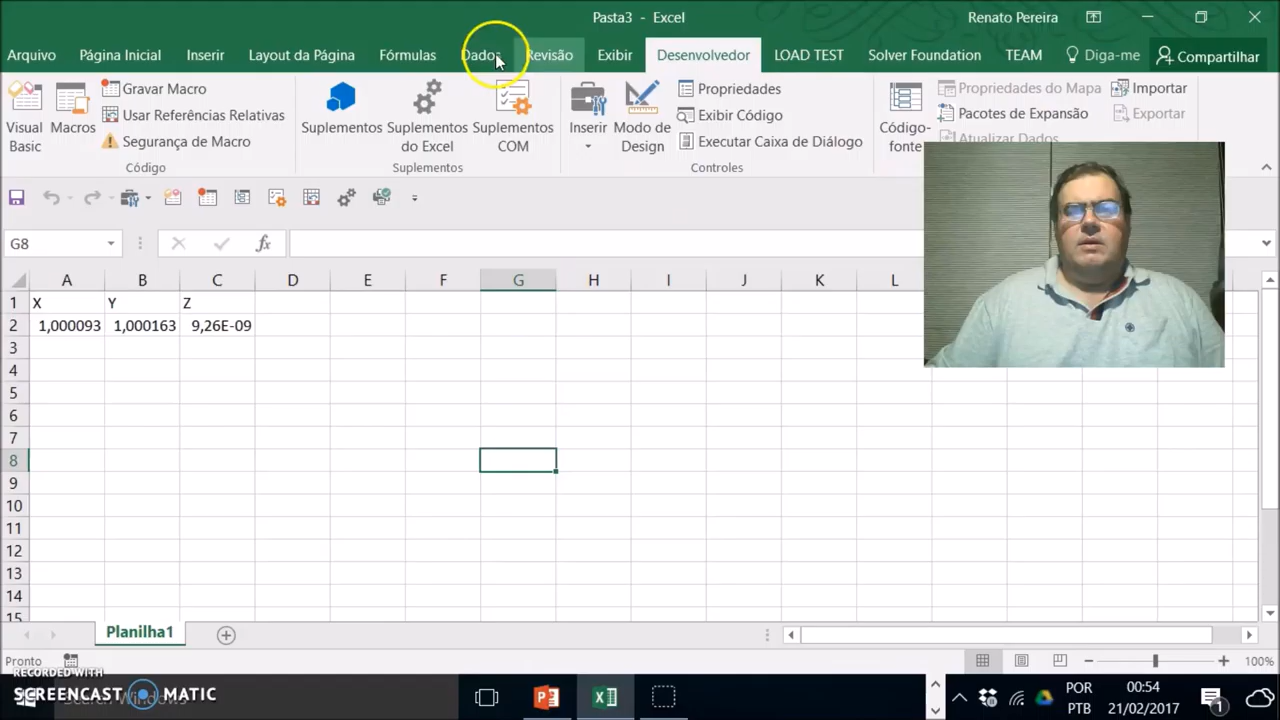 Pasta3 - Excel
Renato Pereira
Arquivo
Página Inicial
Inserir
Layout da Página
Fórmulas
Dados
Revisão
Exibir
Desenvolvedor
LOAD TEST
Solver Foundation
TEAM
Diga-me
Compartilhar
Visual Basic
Macros
Gravar Macro
Usar Referências Relativas
Segurança de Macro
Código
Suplementos
Suplementos do Excel
Suplementos COM
Suplementos
Inserir
Modo de Design
Propriedades
Exibir Código
Executar Caixa de Diálogo
Controles
Código-fonte
Propriedades do Mapa
Pacotes de Expansão
Atualizar Dados
Importar
Exportar
G8
fx
A B C D E F G H I J K L
1 X Y Z
2 1,000093 1,000163 9,26E-09
3
4
5
6
7
8
9
10
11
12
13
14
15
Planilha1
Pronto
100%
RECORDED WITH
SCREENCAST MATIC
Search Windows
POR
PTB
00:54
21/02/2017
1